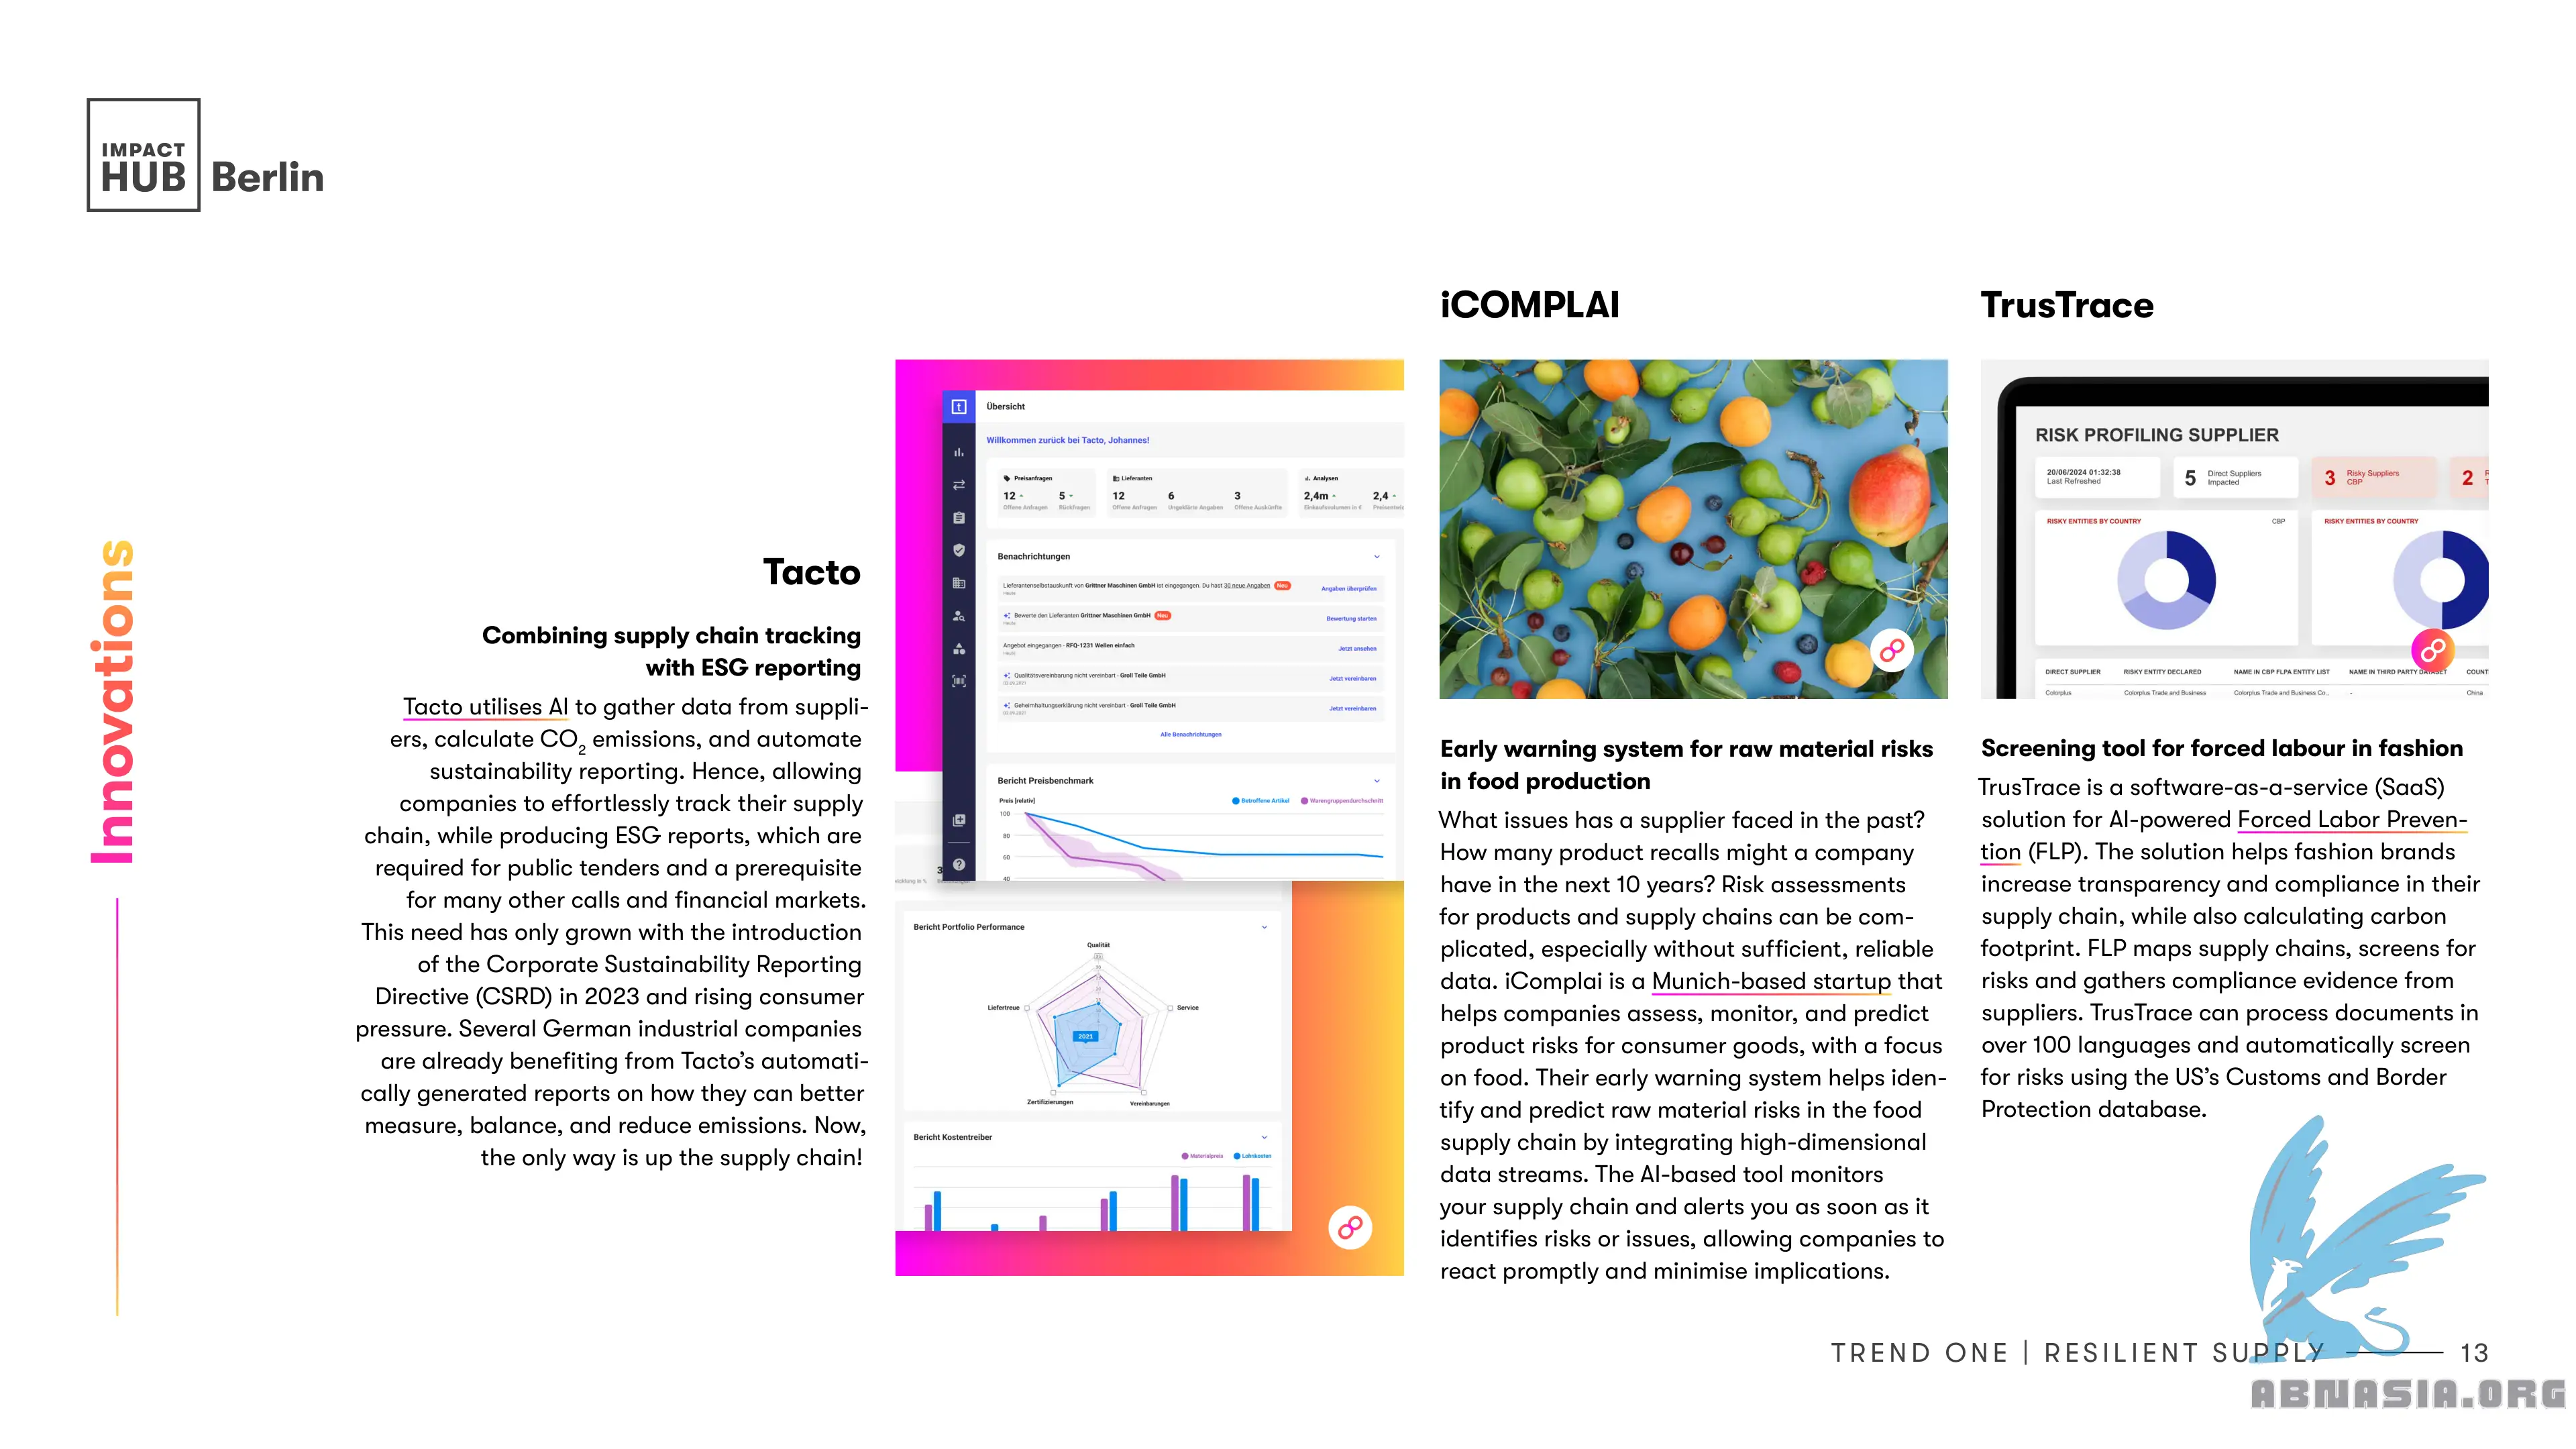 IMPACT
HUB Berlin
Innovations
Tacto
Combining supply chain tracking
with ESG reporting
Tacto utilises AI to gather data from suppli-
ers, calculate CO2 emissions, and automate
sustainability reporting. Hence, allowing
companies to effortlessly track their supply
chain, while producing ESG reports, which are
required for public tenders and a prerequisite
for many other calls and financial markets.
This need has only grown with the introduction
of the Corporate Sustainability Reporting
Directive (CSRD) in 2023 and rising consumer
pressure. Several German industrial companies
are already benefiting from Tacto's automati-
cally generated reports on how they can better
measure, balance, and reduce emissions. Now,
the only way is up the supply chain!
t Übersicht
Willkommen zurück bei Tacto, Johannes!
Preisanfragen Lieferanten Analysen
12 5 12 6 3 2,4m 2,4
Offene Anfragen Rückfragen Offene Anfragen Ungeklärte Angaben Offene Auskünfte Einkaufsvolumen in €
Benachrichtungen
Lieferantenselbstauskunft von Grittner Maschinen GmbH ist eingegangen. Du hast 30 neue Angaben Neu Angaben überprüfen
Heute
Bewerte den Lieferanten Grittner Maschinen GmbH Neu Bewertung starten
Heute
Angebot eingegangen - RFQ-1231 Wellen einfach Jetzt ansehen
Heute
Qualitätsvereinbarung nicht vereinbart - Groll Teile GmbH Jetzt vereinbaren
Geheimhaltungserklärung nicht vereinbart - Groll Teile GmbH Jetzt vereinbaren
Alle Benachrichtungen
Bericht Preisbenchmark
Preis [relativ] Betroffene Artikel Warengruppendurchschnitt
100
80
60
40
3
Bericht Portfolio Performance
Qualität
Liefertreue Service
2021
Zertifizierungen Vereinbarungen
Bericht Kostentreiber
Materialpreis Lohnkosten
iCOMPLAI
Early warning system for raw material risks
in food production
What issues has a supplier faced in the past?
How many product recalls might a company
have in the next 10 years? Risk assessments
for products and supply chains can be com-
plicated, especially without sufficient, reliable
data. iComplai is a Munich-based startup that
helps companies assess, monitor, and predict
product risks for consumer goods, with a focus
on food. Their early warning system helps iden-
tify and predict raw material risks in the food
supply chain by integrating high-dimensional
data streams. The AI-based tool monitors
your supply chain and alerts you as soon as it
identifies risks or issues, allowing companies to
react promptly and minimise implications.
TrusTrace
RISK PROFILING SUPPLIER
20/06/2024 01:32:38
Last Refreshed
5 Direct Suppliers
Impacted
3 Risky Suppliers
CBP
2
RISKY ENTITIES BY COUNTRY CBP RISKY ENTITIES BY COUNTRY
DIRECT SUPPLIER RISKY ENTITY DECLARED NAME IN CBP FLPA ENTITY LIST NAME IN THIRD PARTY DATASET COUNT
Colorplus Colorplus Trade and Business Colorplus Trade and Business Co., - China
Screening tool for forced labour in fashion
TrusTrace is a software-as-a-service (SaaS)
solution for AI-powered Forced Labor Preven-
tion (FLP). The solution helps fashion brands
increase transparency and compliance in their
supply chain, while also calculating carbon
footprint. FLP maps supply chains, screens for
risks and gathers compliance evidence from
suppliers. TrusTrace can process documents in
over 100 languages and automatically screen
for risks using the US's Customs and Border
Protection database.
TREND ONE | RESILIENT SUPPLY 13
ABNASIA.ORG